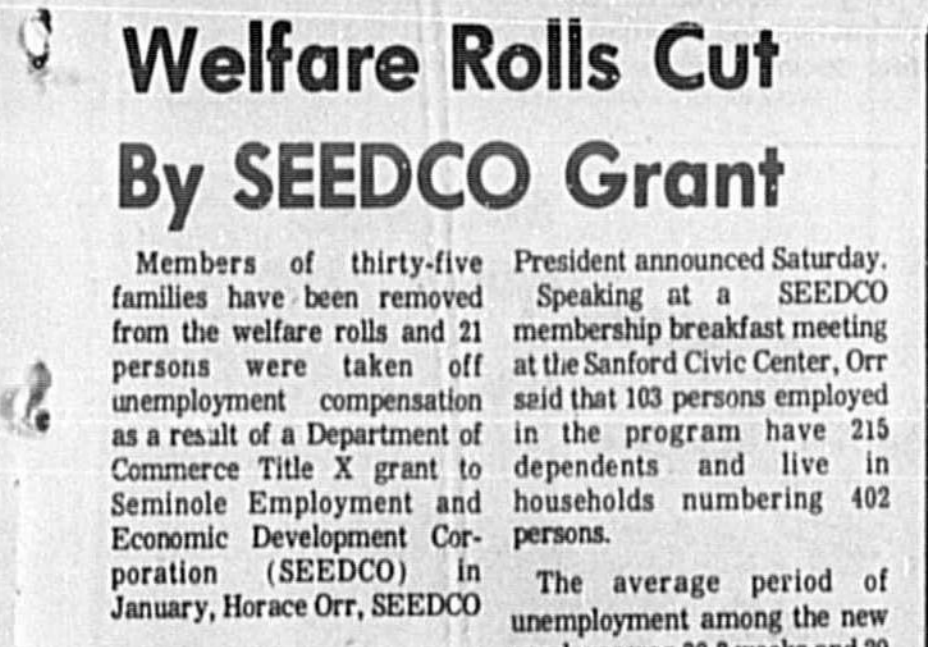 Welfare Rolls Cut
By SEEDCO Grant
Members of thirty-five
families have been removed
from the welfare rolls and 21
persons were taken off
unemployment compensation
as a result of a Department of
Commerce Title X grant to
Seminole Employment and
Economic Development Cor-
poration (SEEDCO) in
January, Horace Orr, SEEDCO
President announced Saturday.
Speaking at a SEEDCO
membership breakfast meeting
at the Sanford Civic Center, Orr
said that 103 persons employed
in the program have 215
dependents and live in
households numbering 402
persons.
The average period of
unemployment among the new
weeks and